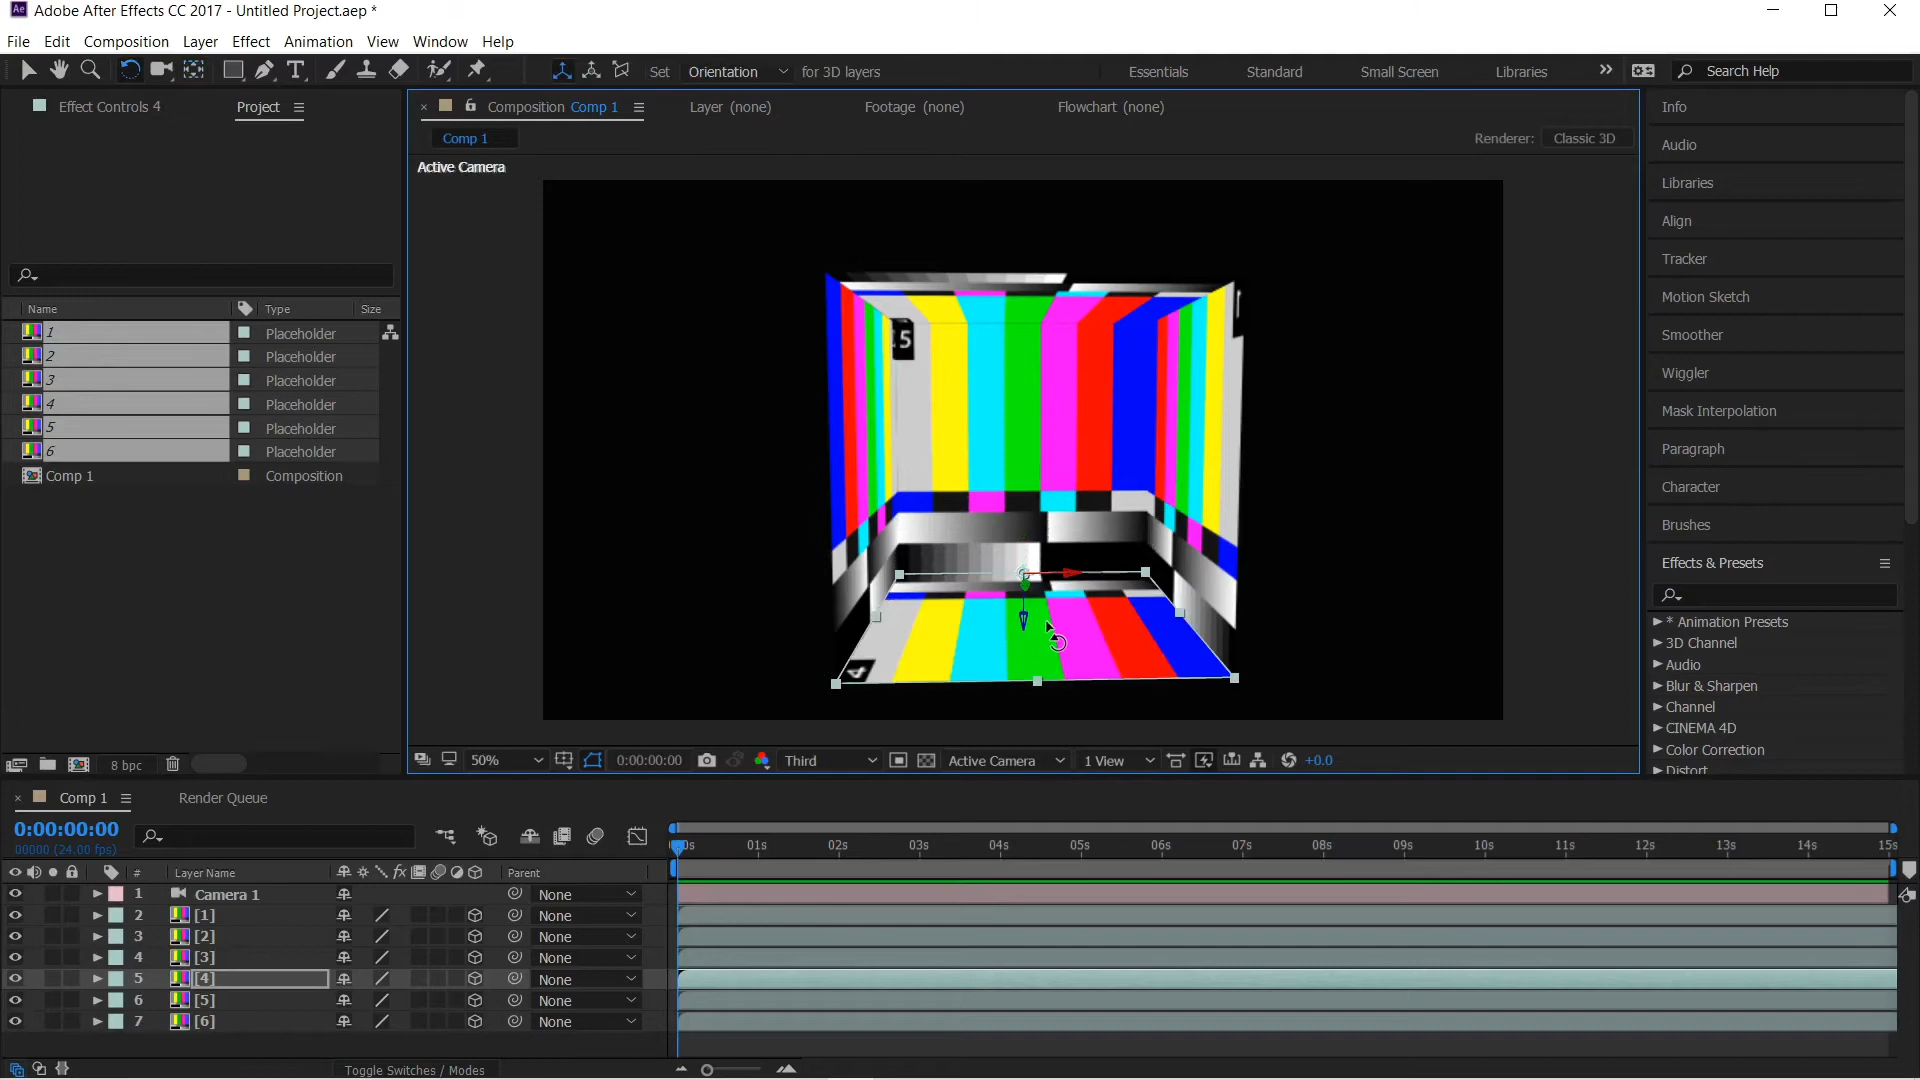 Adobe After Effects CC 2017 - Untitled Project.aep *
File Edit Composition Layer Effect Animation View Window Help
Set Orientation for 3D layers Essentials Standard Small Screen Libraries Search Help
Effect Controls 4 Project
Composition Comp 1 Layer (none) Footage (none) Flowchart (none)
Comp 1 Renderer: Classic 3D
Active Camera
Name Type Size
1 Placeholder
2 Placeholder
3 Placeholder
4 Placeholder
5 Placeholder
6 Placeholder
Comp 1 Composition
5
4
8 bpc
50% 0:00:00:00 Third Active Camera 1 View +0.0
Info
Audio
Libraries
Align
Tracker
Motion Sketch
Smoother
Wiggler
Mask Interpolation
Paragraph
Character
Brushes
Effects & Presets
* Animation Presets
3D Channel
Audio
Blur & Sharpen
Channel
CINEMA 4D
Color Correction
Distort
Comp 1 Render Queue
0:00:00:00
00000 (24.00 fps)
0s 01s 02s 03s 04s 05s 06s 07s 08s 09s 10s 11s 12s 13s 14s 15s
# Layer Name fx Parent
1 Camera 1 None
2 [1] None
3 [2] None
4 [3] None
5 [4] None
6 [5] None
7 [6] None
Toggle Switches / Modes